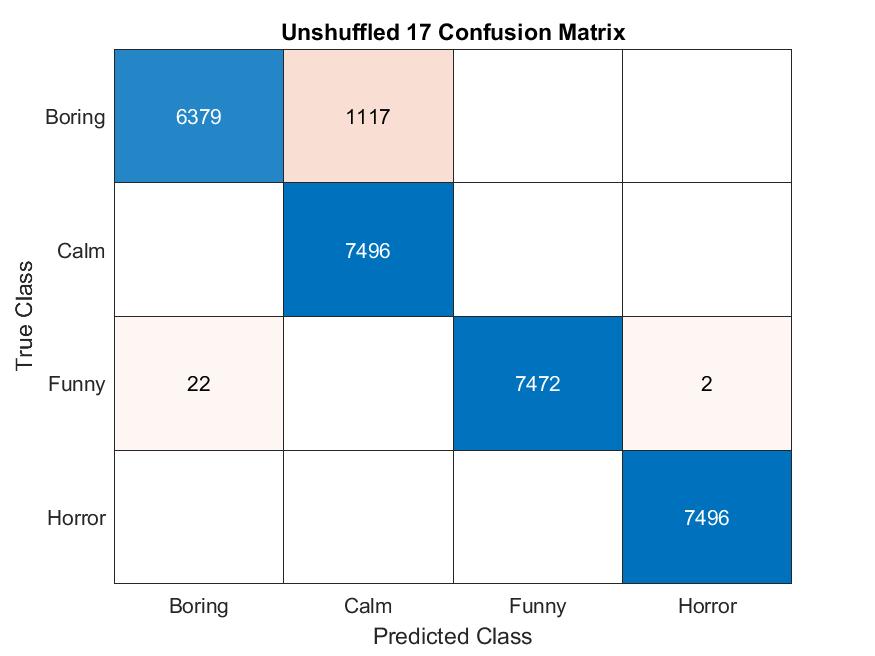 Unshuffled 17 Confusion Matrix
Boring 6379 1117
Calm 7496
Funny 22 7472 2
Horror 7496
True Class
Boring Calm Funny Horror
Predicted Class